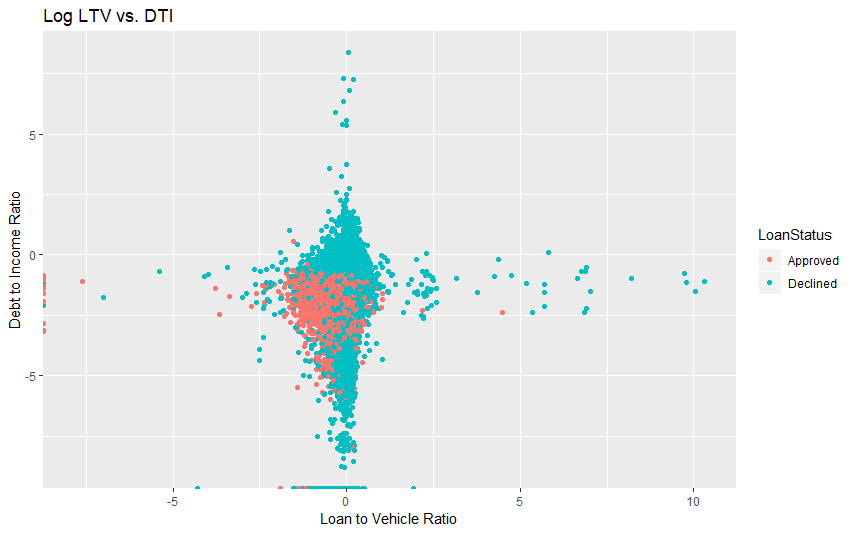 Log LTV vs. DTI
Debt to Income Ratio
5
0
-5
-5
0
5
10
Loan to Vehicle Ratio
LoanStatus
Approved
Declined